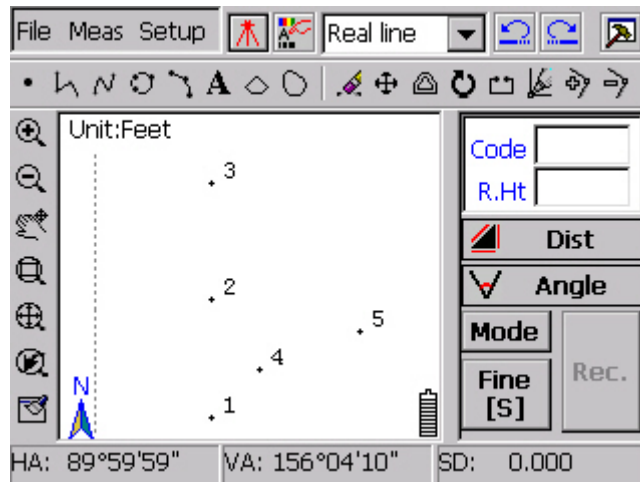 File Meas Setup Real line
A
Unit:Feet
Code
R.Ht
3
Dist
2
Angle
5
Mode
4
Rec.
Fine
[S]
N
1
HA: 89°59'59" VA: 156°04'10" SD: 0.000